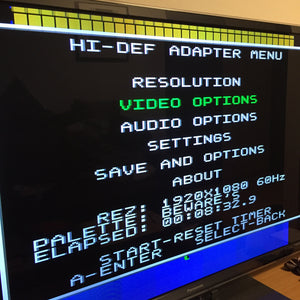 HI-DEF ADAPTER MENU
RESOLUTION
VIDEO OPTIONS
AUDIO OPTIONS
SETTINGS
SAVE AND OPTIONS
ABOUT
REZ: 1920X1080 60Hz
PALETTE: BEWARE'S
ELAPSED: 00:08:32.9
START-RESET TIMER
A-ENTER SELECT-BACK